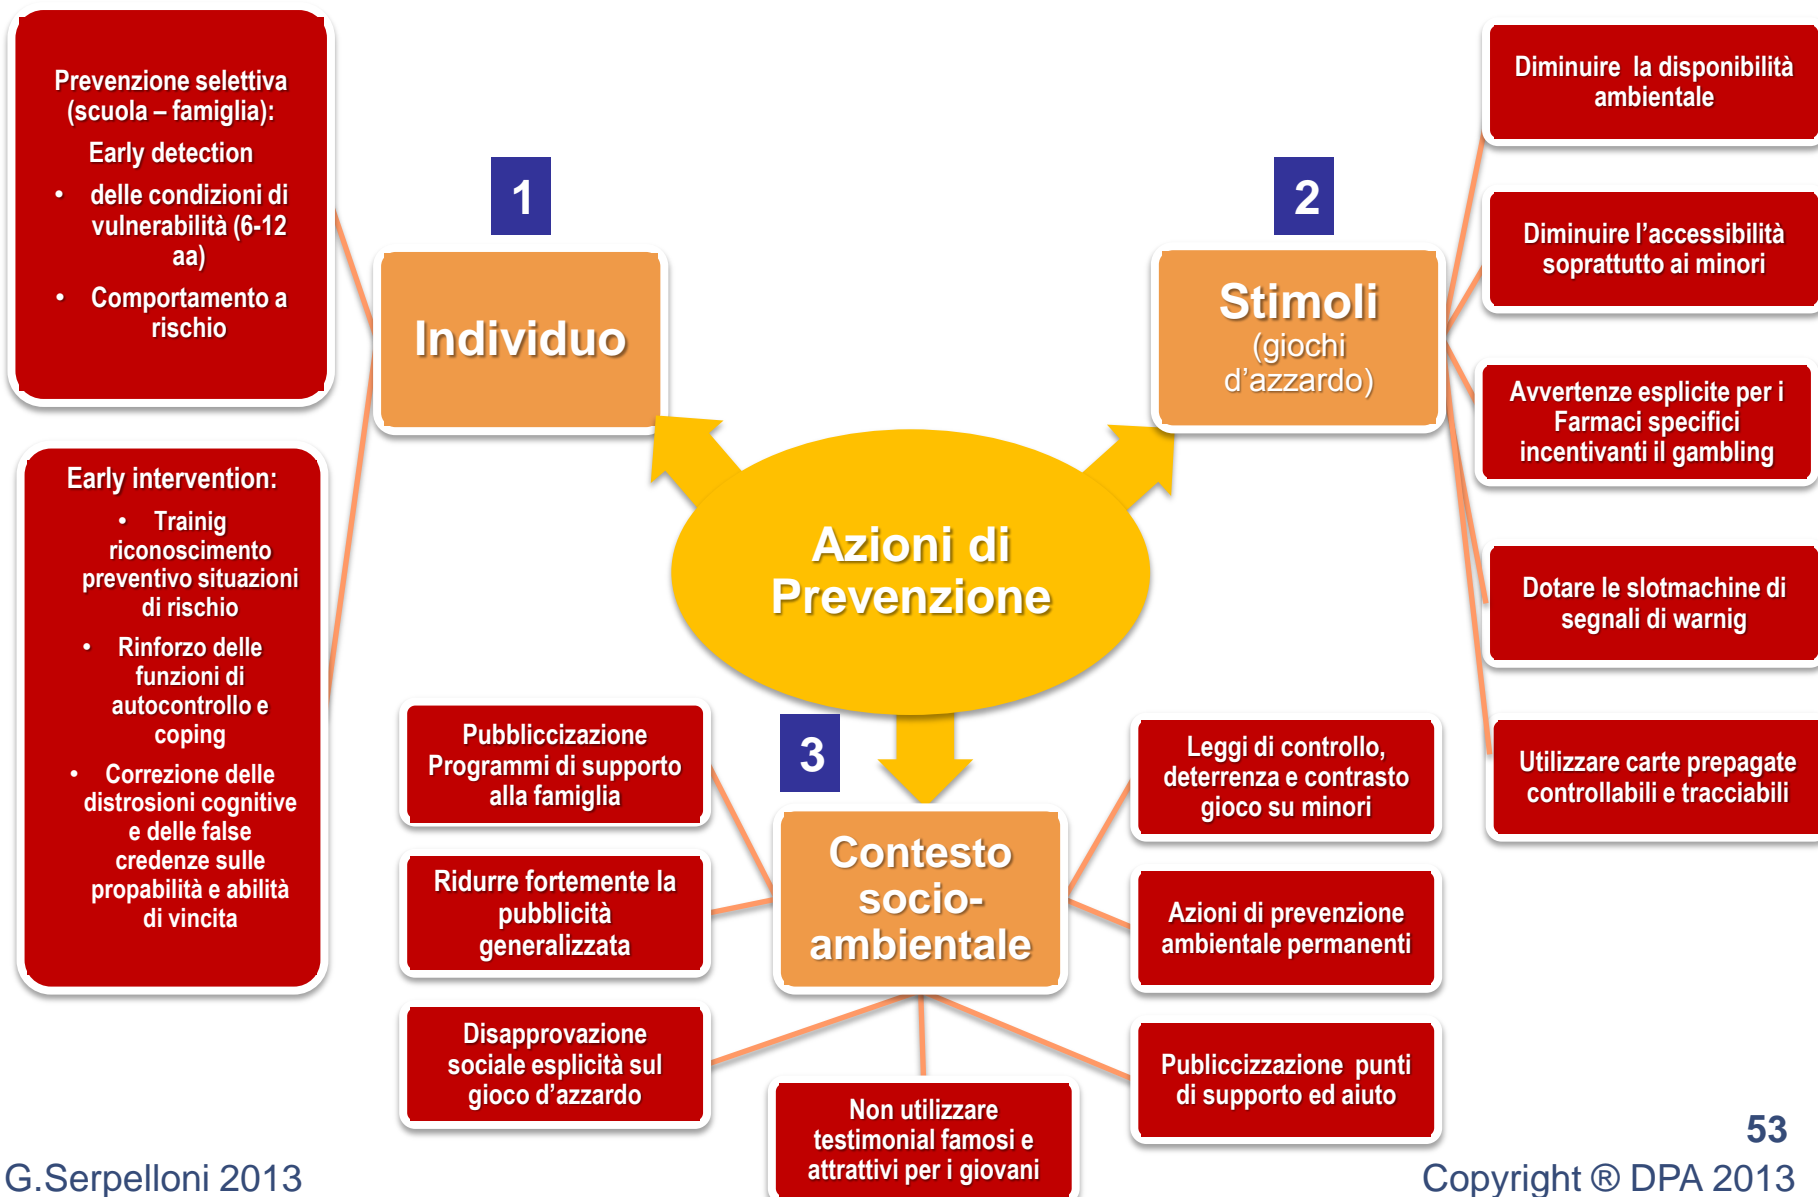 Prevenzione selettiva
(scuola – famiglia):
Early detection
• delle condizioni di
vulnerabilità (6-12
aa)
• Comportamento a
rischio
Early intervention:
• Trainig
riconoscimento
preventivo situazioni
di rischio
• Rinforzo delle
funzioni di
autocontrollo e
coping
• Correzione delle
distrosioni cognitive
e delle false
credenze sulle
propabilità e abilità
di vincita
1
Individuo
2
Stimoli
(giochi
d’azzardo)
Diminuire la disponibilità
ambientale
Diminuire l’accessibilità
soprattutto ai minori
Avvertenze esplicite per i
Farmaci specifici
incentivanti il gambling
Dotare le slotmachine di
segnali di warnig
Utilizzare carte prepagate
controllabili e tracciabili
Azioni di
Prevenzione
3
Contesto
socio-
ambientale
Pubbliccizazione
Programmi di supporto
alla famiglia
Ridurre fortemente la
pubblicità
generalizzata
Disapprovazione
sociale esplicità sul
gioco d’azzardo
Non utilizzare
testimonial famosi e
attrattivi per i giovani
Leggi di controllo,
deterrenza e contrasto
gioco su minori
Azioni di prevenzione
ambientale permanenti
Publiccizzazione punti
di supporto ed aiuto
53
G.Serpelloni 2013
Copyright ® DPA 2013